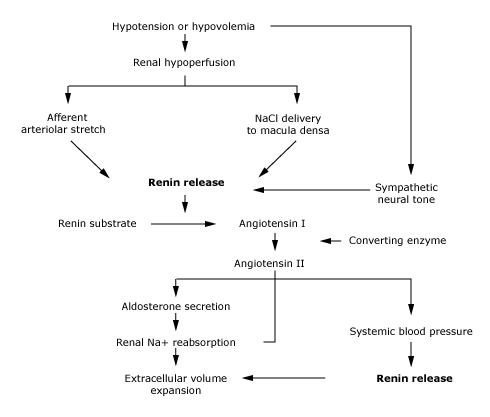 Hypotension or hypovolemia
Renal hypoperfusion
Afferent
arteriolar stretch
NaCl delivery
to macula densa
Renin release
Sympathetic
neural tone
Renin substrate
Angiotensin I
Converting enzyme
Angiotensin II
Aldosterone secretion
Systemic blood pressure
Renal Na+ reabsorption
Extracellular volume
expansion
Renin release